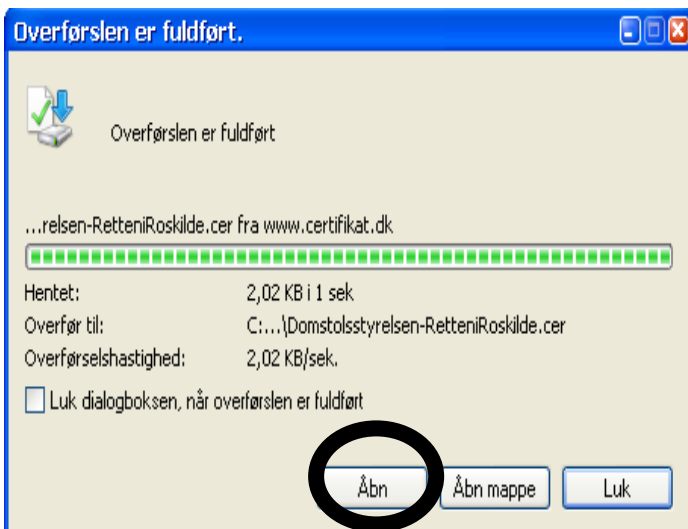 Overførslen er fuldført.
Overførslen er fuldført
...relsen-RetteniRoskilde.cer fra www.certifikat.dk
Hentet: 2,02 KB i 1 sek
Overfør til: C:...\Domstolsstyrelsen-RetteniRoskilde.cer
Overførselshastighed: 2,02 KB/sek.
Luk dialogboksen, når overførslen er fuldført
Åbn Åbn mappe Luk